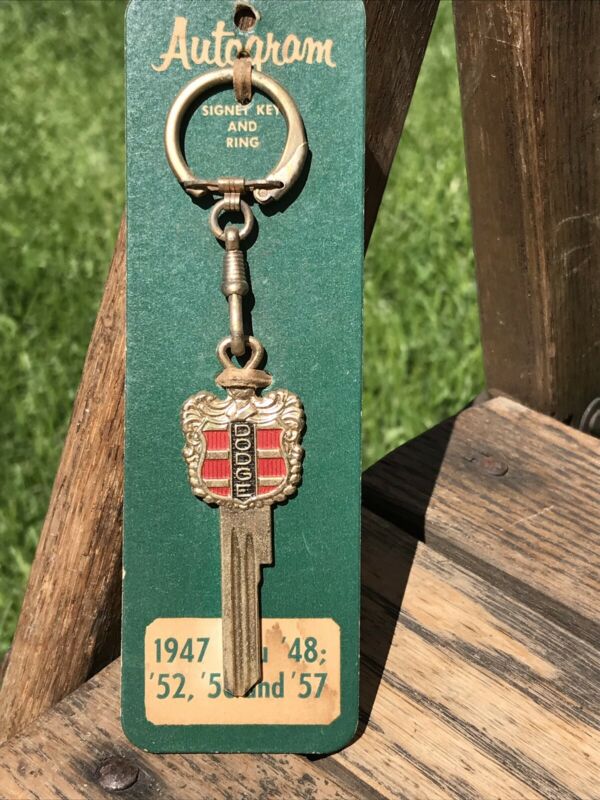 Autogram
SIGNET KEY
AND
RING
DODGE
1947 '48;
'52, and '57